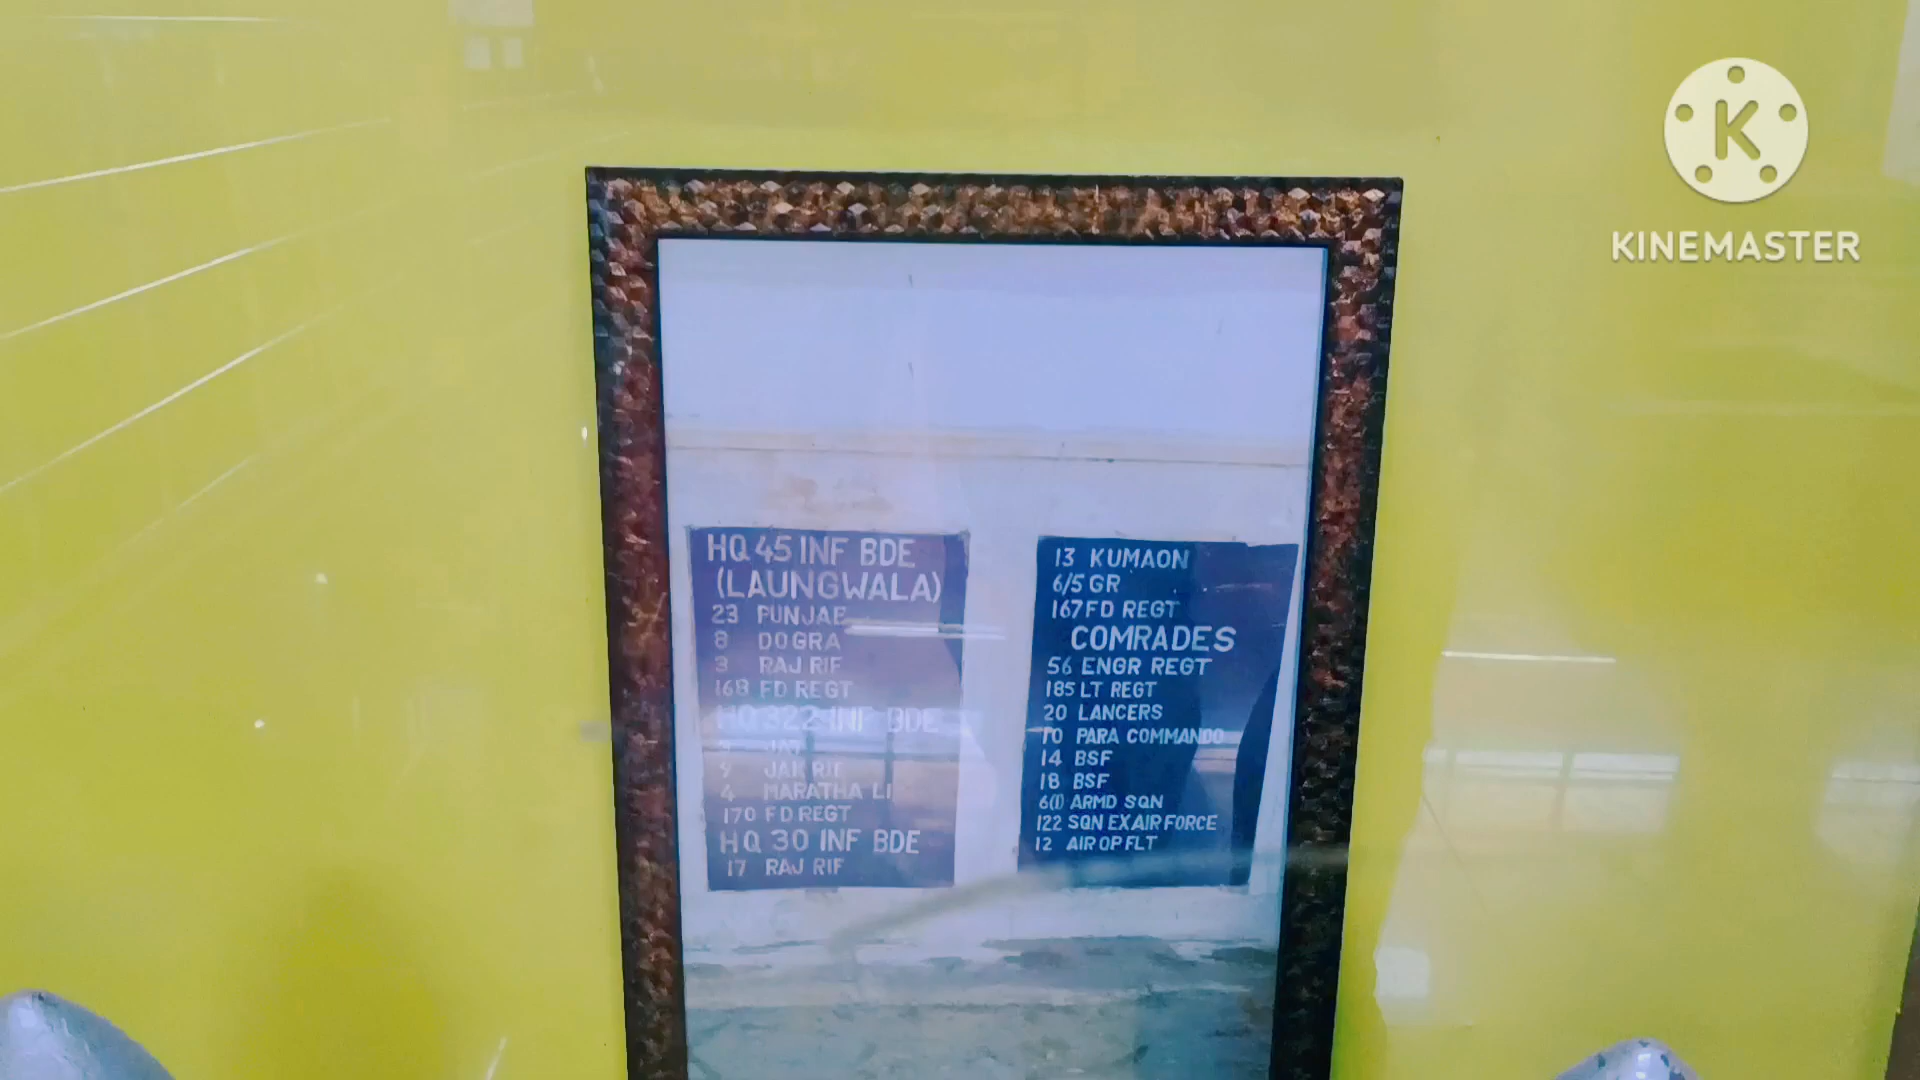 HQ 45 INF BDE
(LAUNGWALA)
23 PUNJAB
8 DOGRA
3 RAJ RIF
168 FD REGT
HQ 322 INF BDE
JAT
9 JAK RIF
4 MARATHA LI
170 FD REGT
HQ 30 INF BDE
17 RAJ RIF
13 KUMAON
6/5 GR
167 FD REGT
COMRADES
56 ENGR REGT
185 LT REGT
20 LANCERS
10 PARA COMMANDO
14 BSF
18 BSF
6(I) ARMD SQN
122 SQN EX AIR FORCE
12 AIR OP FLT
K
KINEMASTER